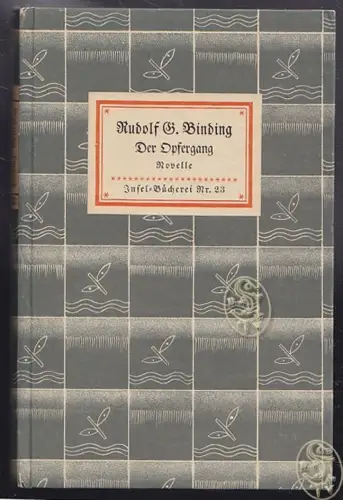 Rudolf G. Binding
Der Opfergang
Novelle
Insel-Bücherei Nr. 23